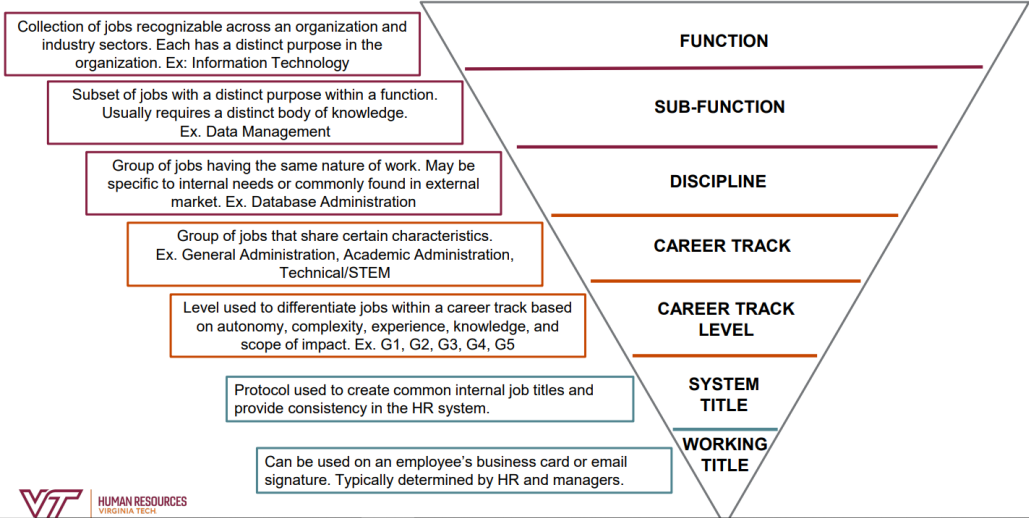 Collection of jobs recognizable across an organization and
industry sectors. Each has a distinct purpose in the
organization. Ex: Information Technology
FUNCTION
Subset of jobs with a distinct purpose within a function.
Usually requires a distinct body of knowledge.
Ex. Data Management
SUB-FUNCTION
Group of jobs having the same nature of work. May be
specific to internal needs or commonly found in external
market. Ex. Database Administration
DISCIPLINE
Group of jobs that share certain characteristics.
Ex. General Administration, Academic Administration,
Technical/STEM
CAREER TRACK
Level used to differentiate jobs within a career track based
on autonomy, complexity, experience, knowledge, and
scope of impact. Ex. G1, G2, G3, G4, G5
CAREER TRACK
LEVEL
Protocol used to create common internal job titles and
provide consistency in the HR system.
SYSTEM
TITLE
Can be used on an employee’s business card or email
signature. Typically determined by HR and managers.
WORKING
TITLE
VT
HUMAN RESOURCES
VIRGINIA TECH